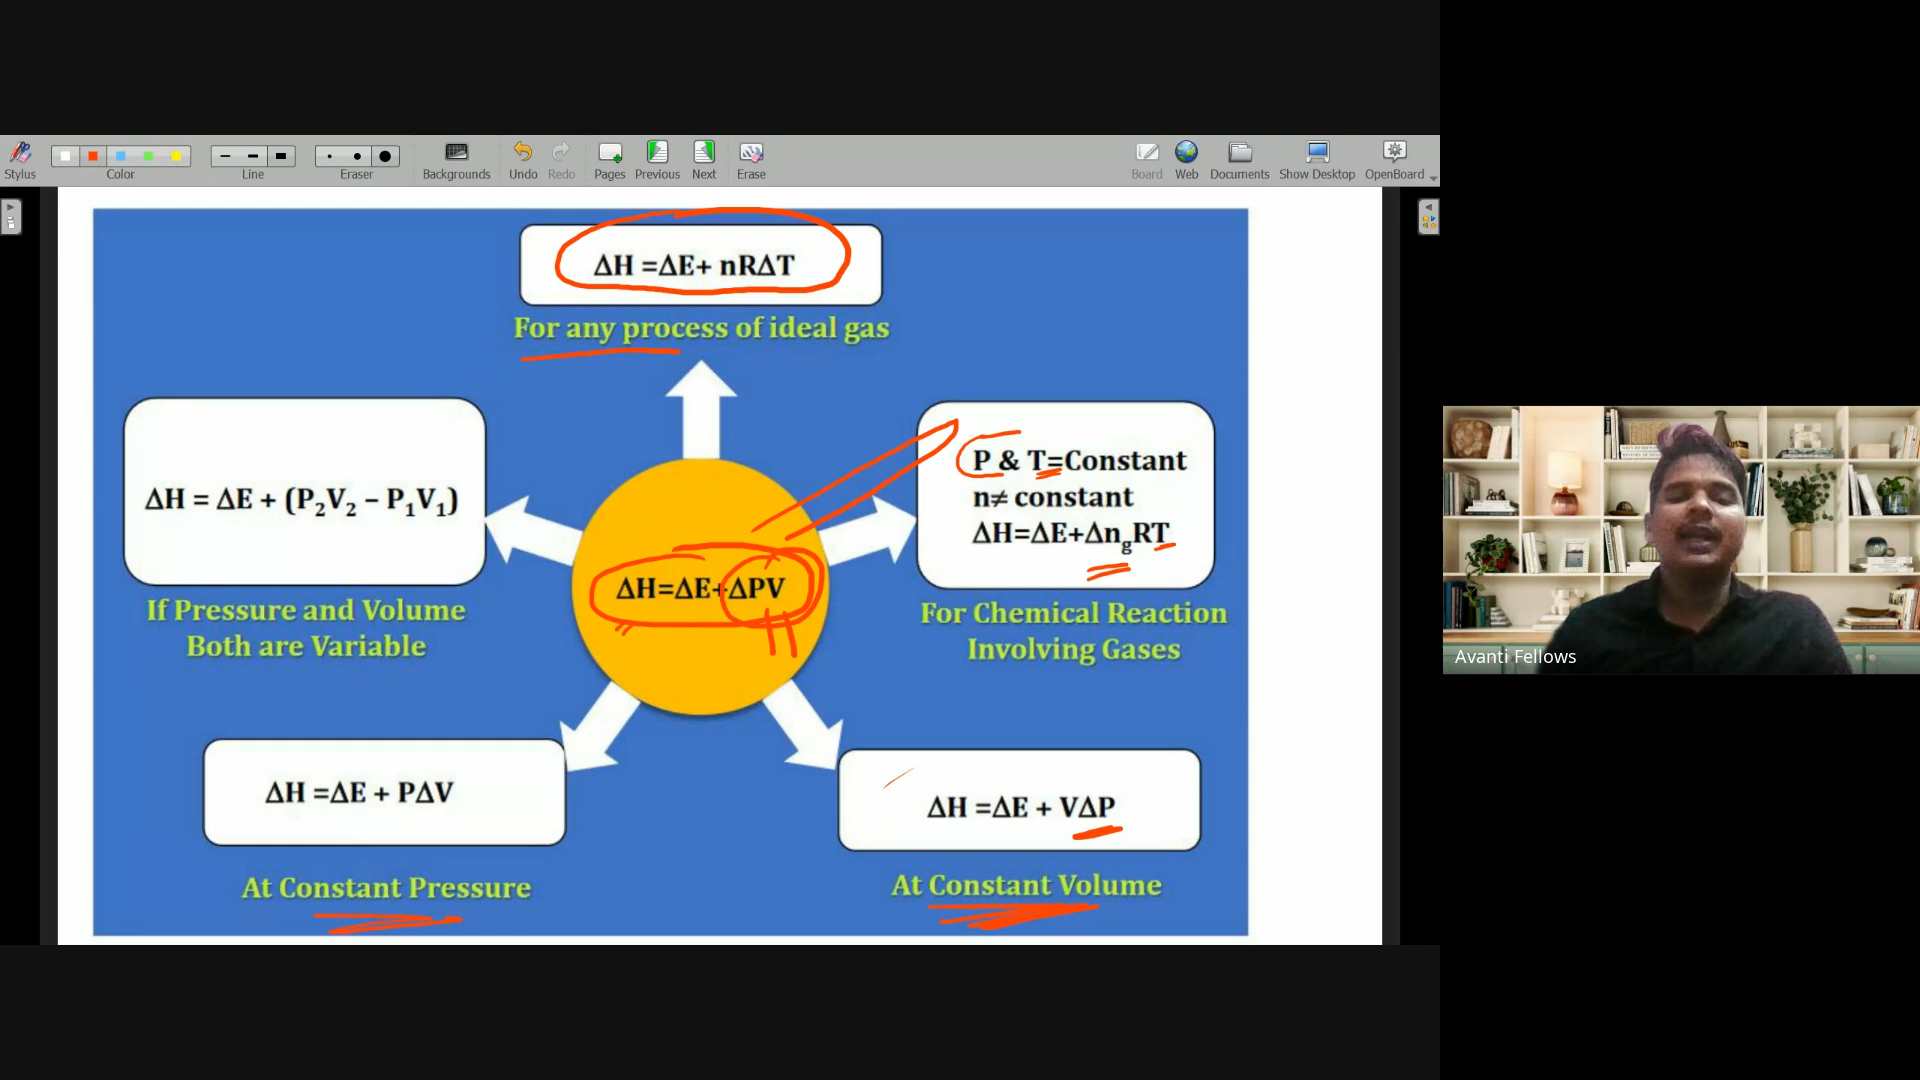 Stylus Color Line Eraser Backgrounds Undo Redo Pages Previous Next Erase Board Web Documents Show Desktop OpenBoard
ΔH =ΔE+ nRΔT
For any process of ideal gas
ΔH = ΔE + (P₂V₂ – P₁V₁)
If Pressure and Volume
Both are Variable
P & T=Constant
n≠ constant
ΔH=ΔE+Δn_gRT
For Chemical Reaction
Involving Gases
ΔH=ΔE+ΔPV
ΔH =ΔE + PΔV
At Constant Pressure
ΔH =ΔE + VΔP
At Constant Volume
Avanti Fellows